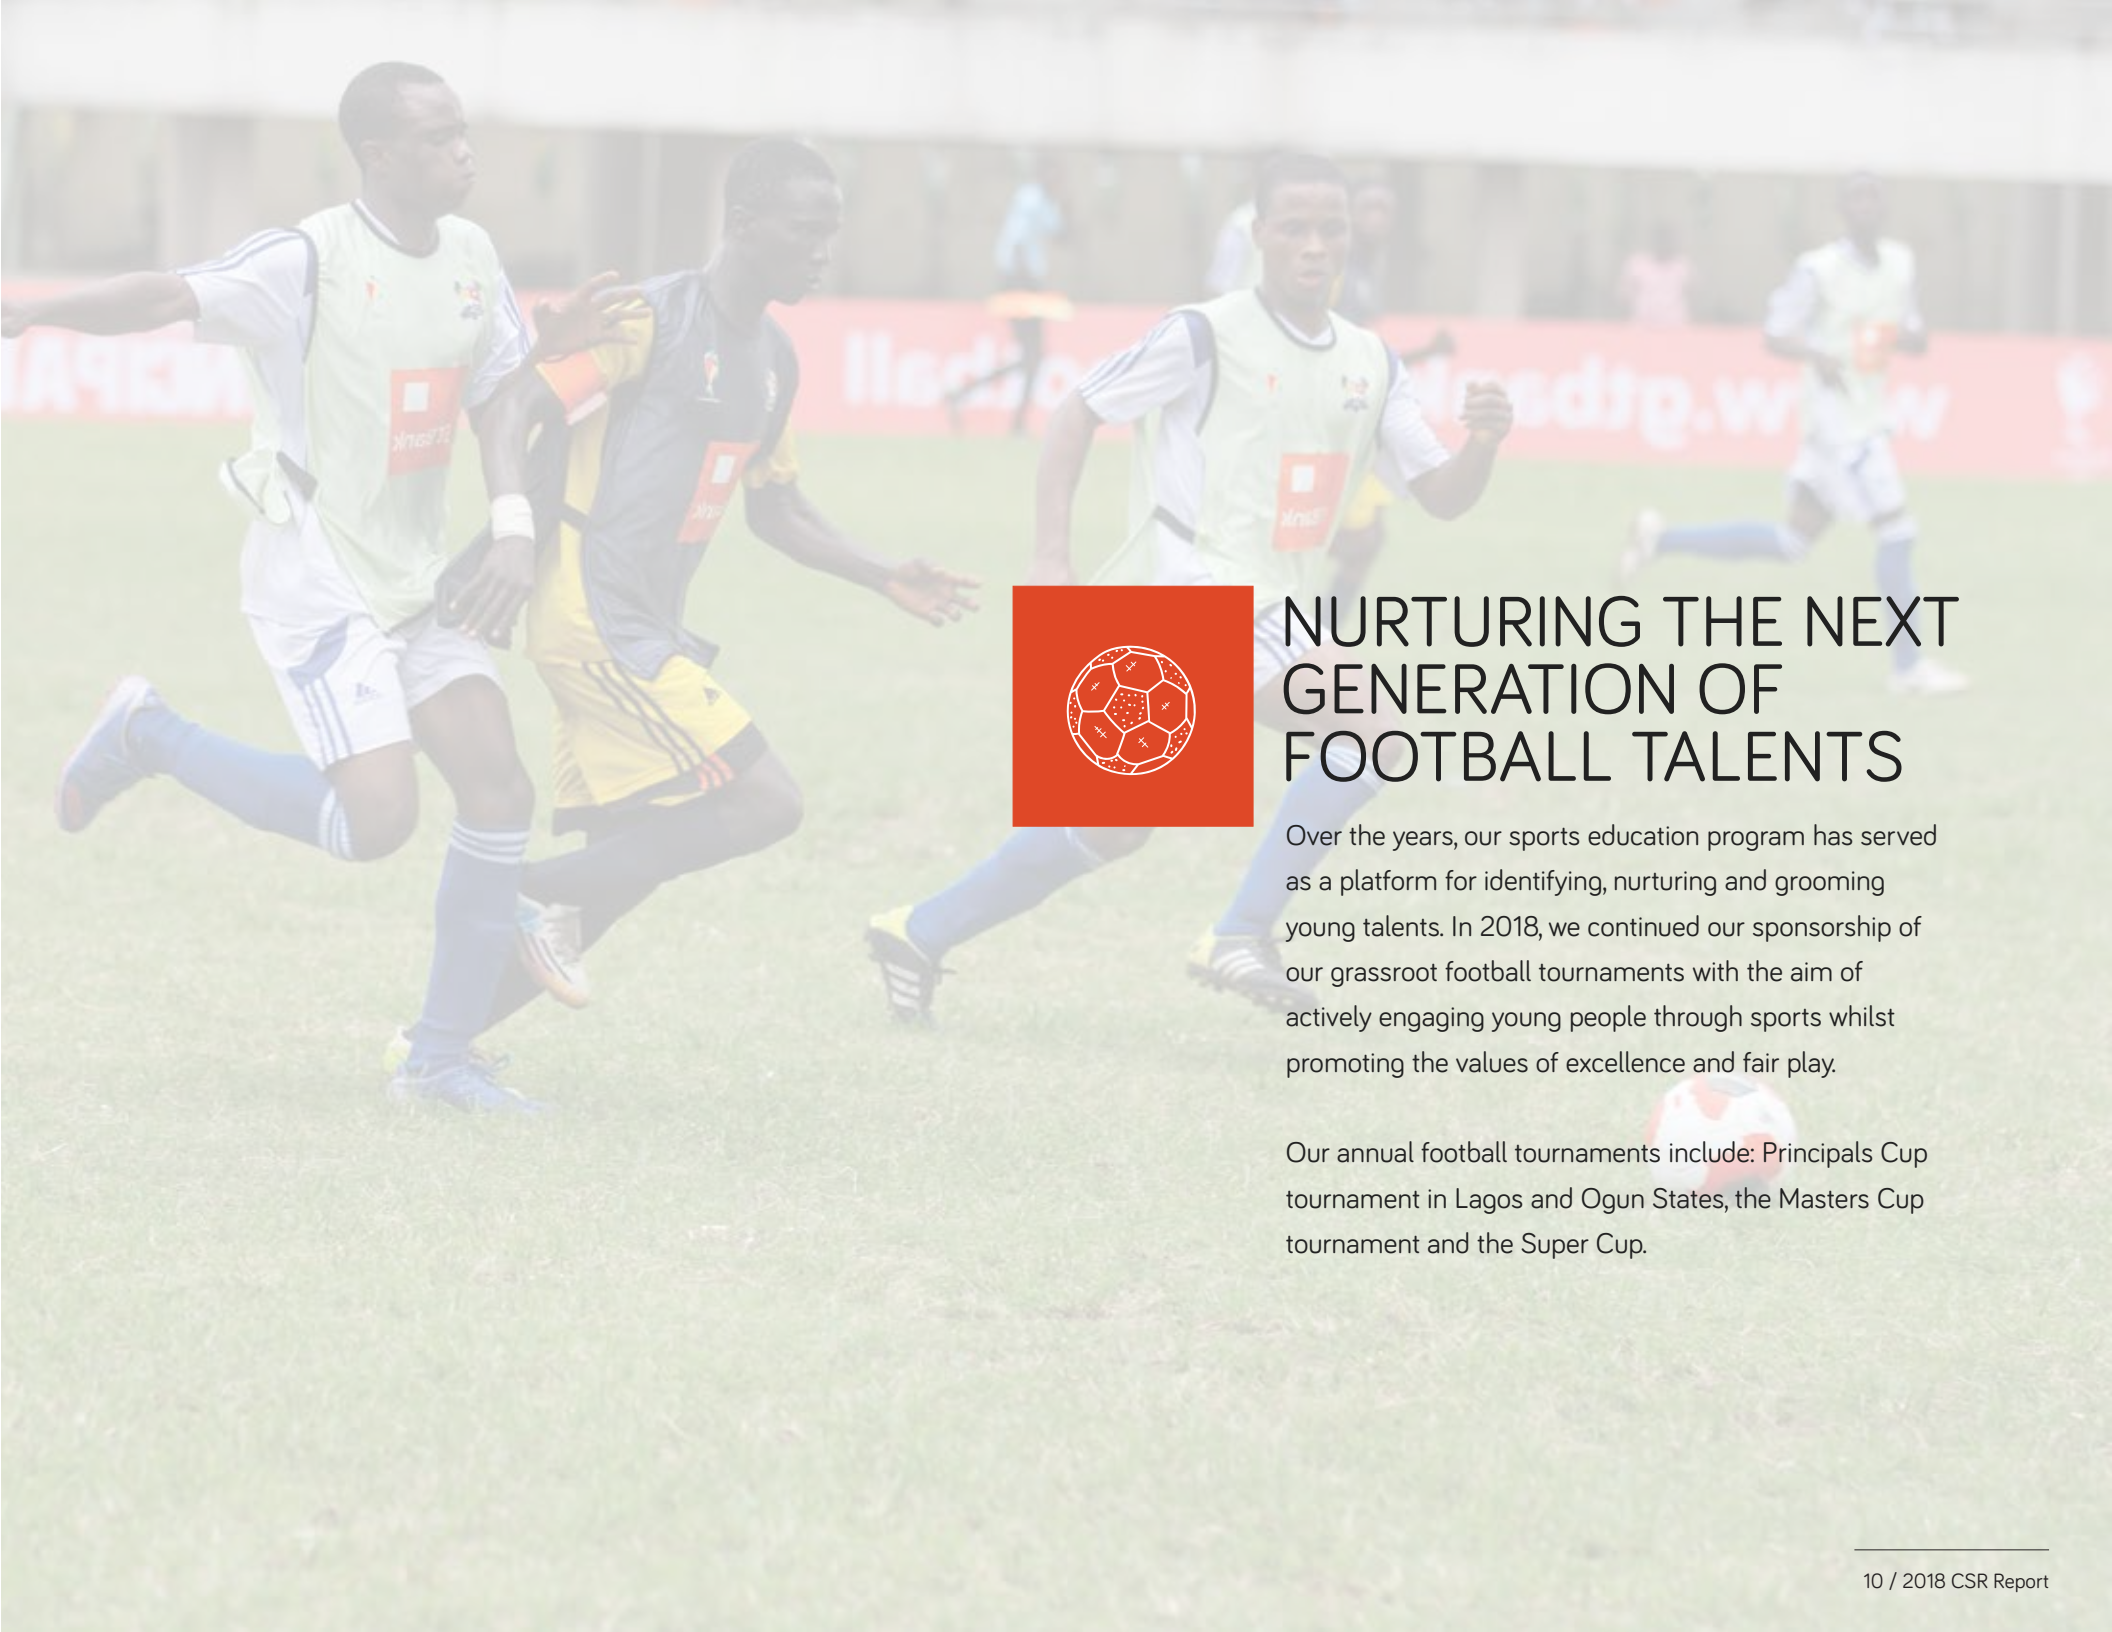 NURTURING THE NEXT
GENERATION OF
FOOTBALL TALENTS
Over the years, our sports education program has served
as a platform for identifying, nurturing and grooming
young talents. In 2018, we continued our sponsorship of
our grassroot football tournaments with the aim of
actively engaging young people through sports whilst
promoting the values of excellence and fair play.
Our annual football tournaments include: Principals Cup
tournament in Lagos and Ogun States, the Masters Cup
tournament and the Super Cup.
10 / 2018 CSR Report